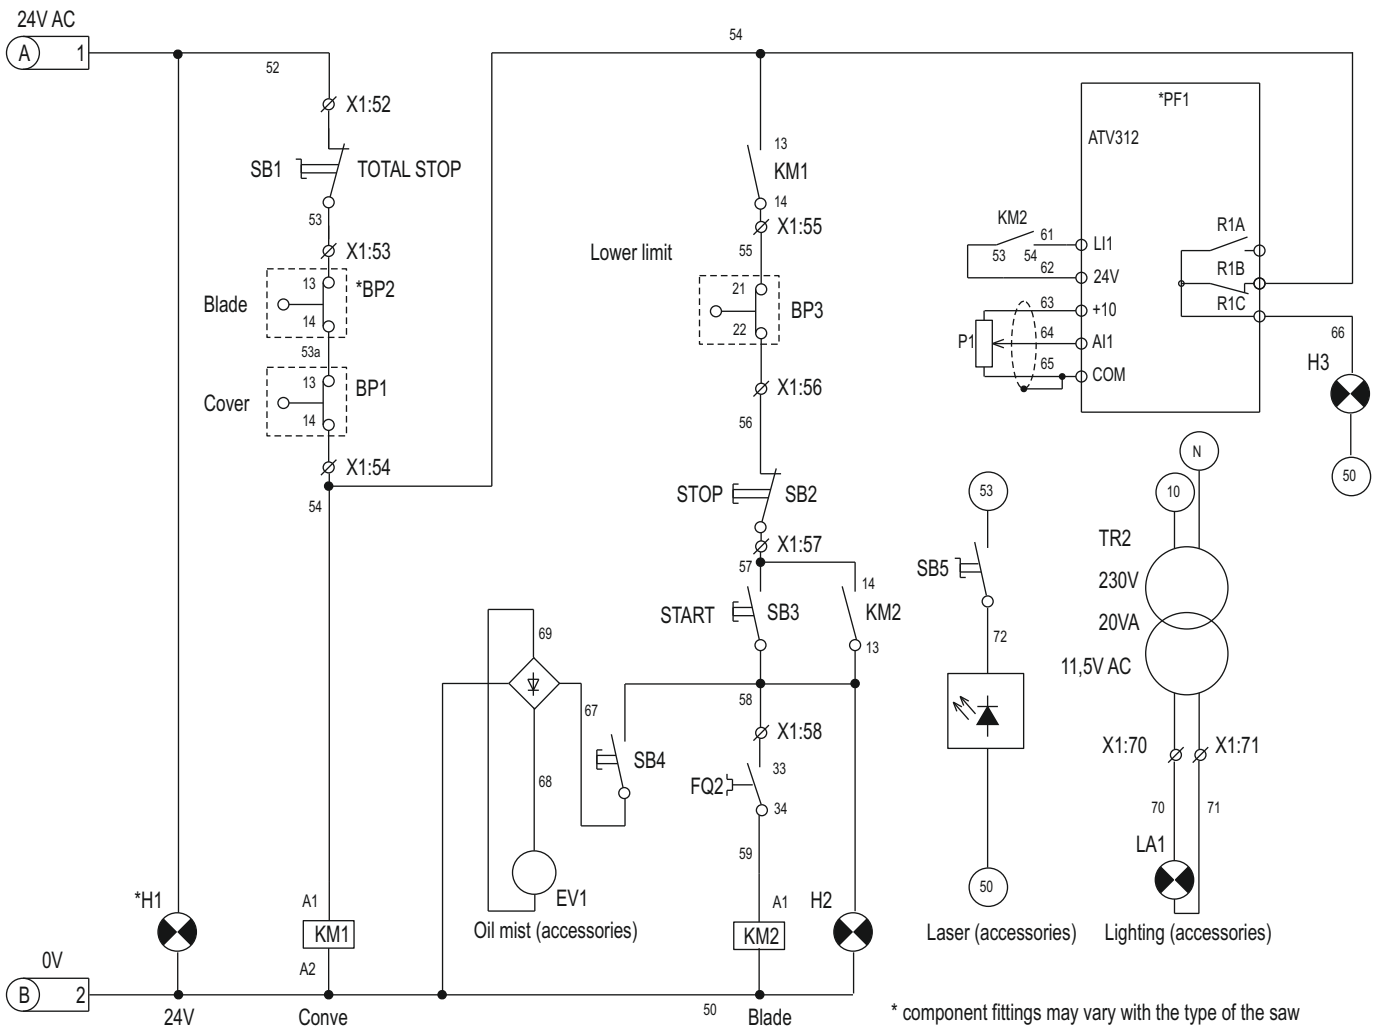 24V AC
A 1
52
X1:52
SB1 TOTAL STOP
53
X1:53
13 *BP2
Blade
14
53a
13 BP1
Cover
14
X1:54
54
*H1
A1
KM1
A2
0V
B 2
24V
Conve
54
13
KM1
14
X1:55
55
Lower limit
21
BP3
22
X1:56
56
STOP SB2
X1:57
57
START SB3
14
KM2
13
58
X1:58
33
FQ2
34
59
A1
KM2
H2
50
Blade
69
67
68
SB4
EV1
Oil mist (accessories)
*PF1
ATV312
KM2
53 54
61 LI1
62 24V
63 +10
P1 64 AI1
65 COM
R1A
R1B
R1C
66
H3
50
53
SB5
72
50
Laser (accessories)
N
10
TR2
230V
20VA
11,5V AC
X1:70 X1:71
70 71
LA1
Lighting (accessories)
* component fittings may vary with the type of the saw